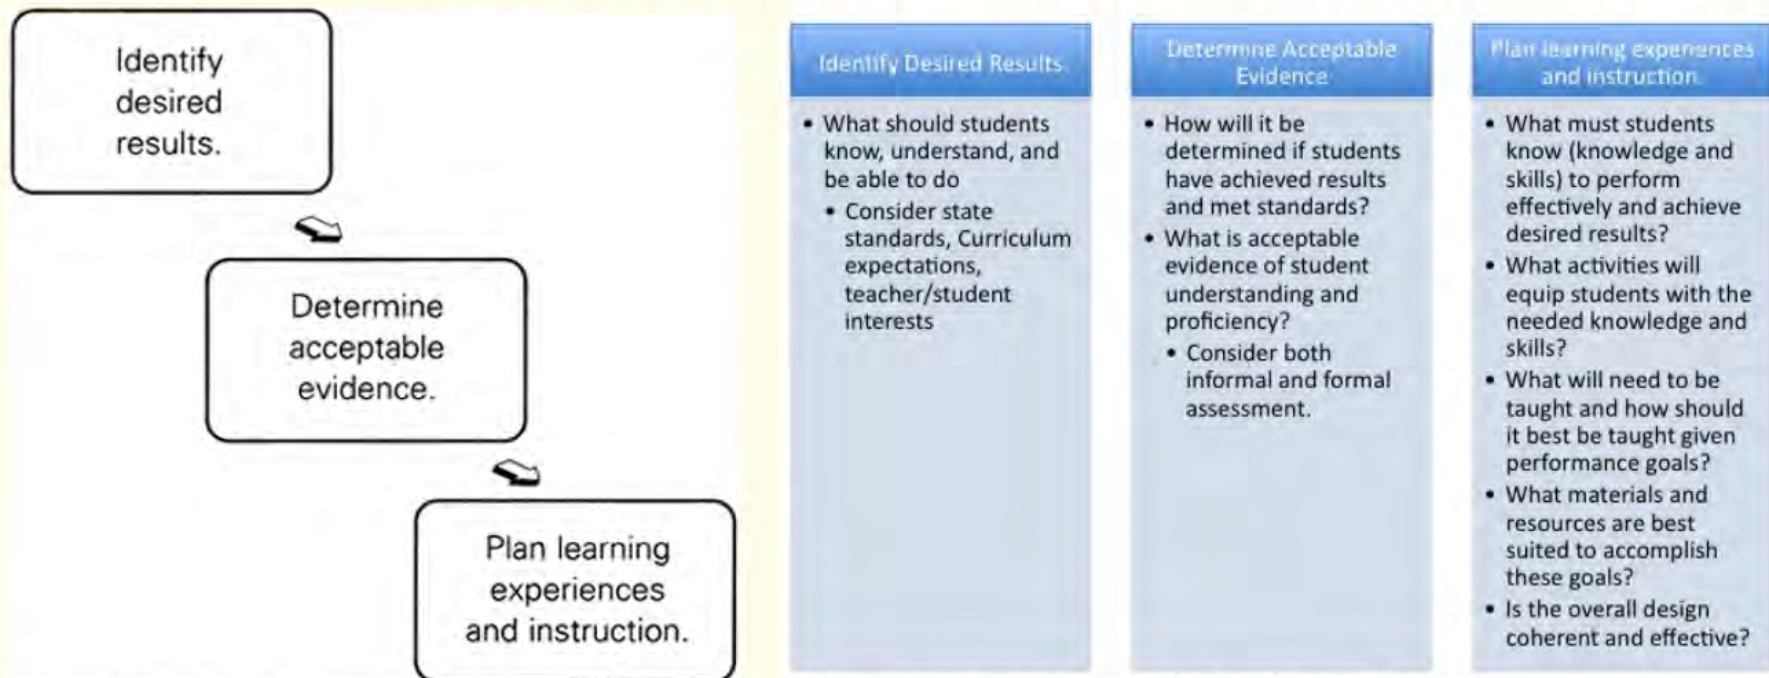 Identify
desired
results.
Determine
acceptable
evidence.
Plan learning
experiences
and instruction.
Identify Desired Results
• What should students
know, understand, and
be able to do
• Consider state
standards, Curriculum
expectations,
teacher/student
interests
Determine Acceptable
Evidence
• How will it be
determined if students
have achieved results
and met standards?
• What is acceptable
evidence of student
understanding and
proficiency?
• Consider both
informal and formal
assessment.
Plan learning experiences
and instruction.
• What must students
know (knowledge and
skills) to perform
effectively and achieve
desired results?
• What activities will
equip students with the
needed knowledge and
skills?
• What will need to be
taught and how should
it best be taught given
performance goals?
• What materials and
resources are best
suited to accomplish
these goals?
• Is the overall design
coherent and effective?